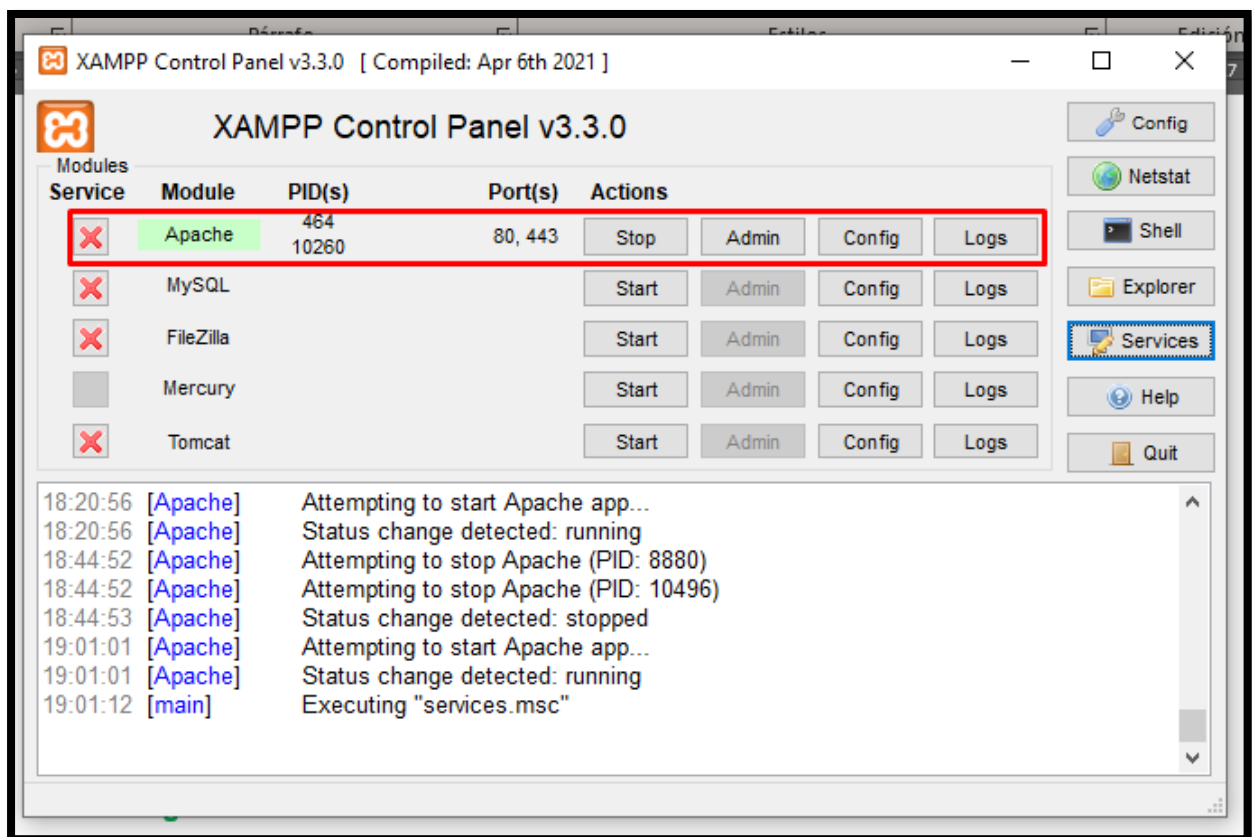 Párrafo Estilos Edición
XAMPP Control Panel v3.3.0 [ Compiled: Apr 6th 2021 ]
7
XAMPP Control Panel v3.3.0
Config
Modules
Service Module PID(s) Port(s) Actions
Netstat
Apache 464 10260 80, 443 Stop Admin Config Logs
Shell
MySQL Start Admin Config Logs
Explorer
FileZilla Start Admin Config Logs
Services
Mercury Start Admin Config Logs
Help
Tomcat Start Admin Config Logs
Quit
18:20:56 [Apache] Attempting to start Apache app...
18:20:56 [Apache] Status change detected: running
18:44:52 [Apache] Attempting to stop Apache (PID: 8880)
18:44:52 [Apache] Attempting to stop Apache (PID: 10496)
18:44:53 [Apache] Status change detected: stopped
19:01:01 [Apache] Attempting to start Apache app...
19:01:01 [Apache] Status change detected: running
19:01:12 [main] Executing "services.msc"